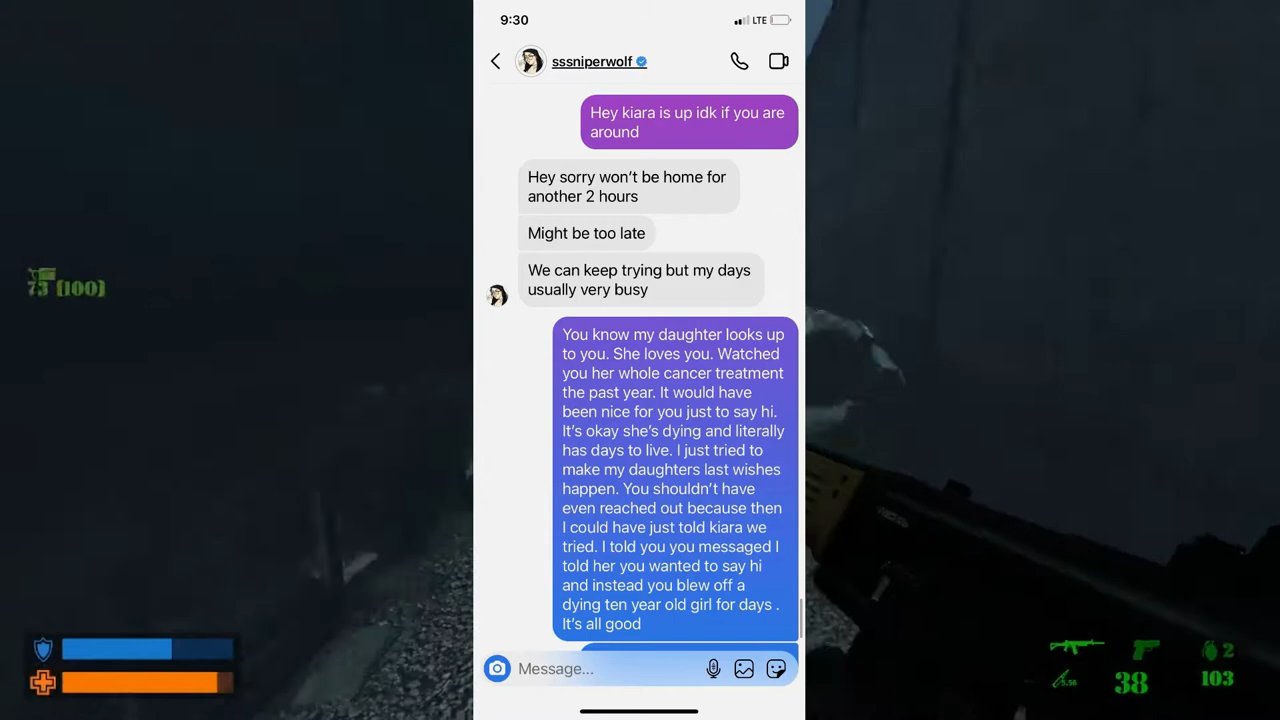 9:30
LTE
sssniperwolf
Hey kiara is up idk if you are
around
Hey sorry won’t be home for
another 2 hours
Might be too late
We can keep trying but my days
usually very busy
You know my daughter looks up
to you. She loves you. Watched
you her whole cancer treatment
the past year. It would have
been nice for you just to say hi.
It’s okay she’s dying and literally
has days to live. I just tried to
make my daughters last wishes
happen. You shouldn’t have
even reached out because then
I could have just told kiara we
tried. I told you you messaged I
told her you wanted to say hi
and instead you blew off a
dying ten year old girl for days .
It’s all good
Message...
73 [100]
2
5.56
38
103